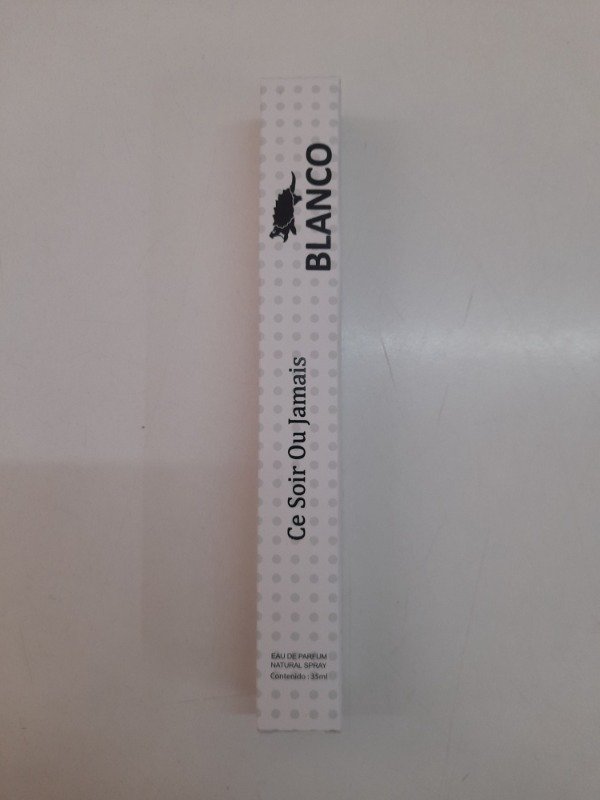 BLANCO
Ce Soir Ou Jamais
EAU DE PARFUM
NATURAL SPRAY
Contenido : 35ml